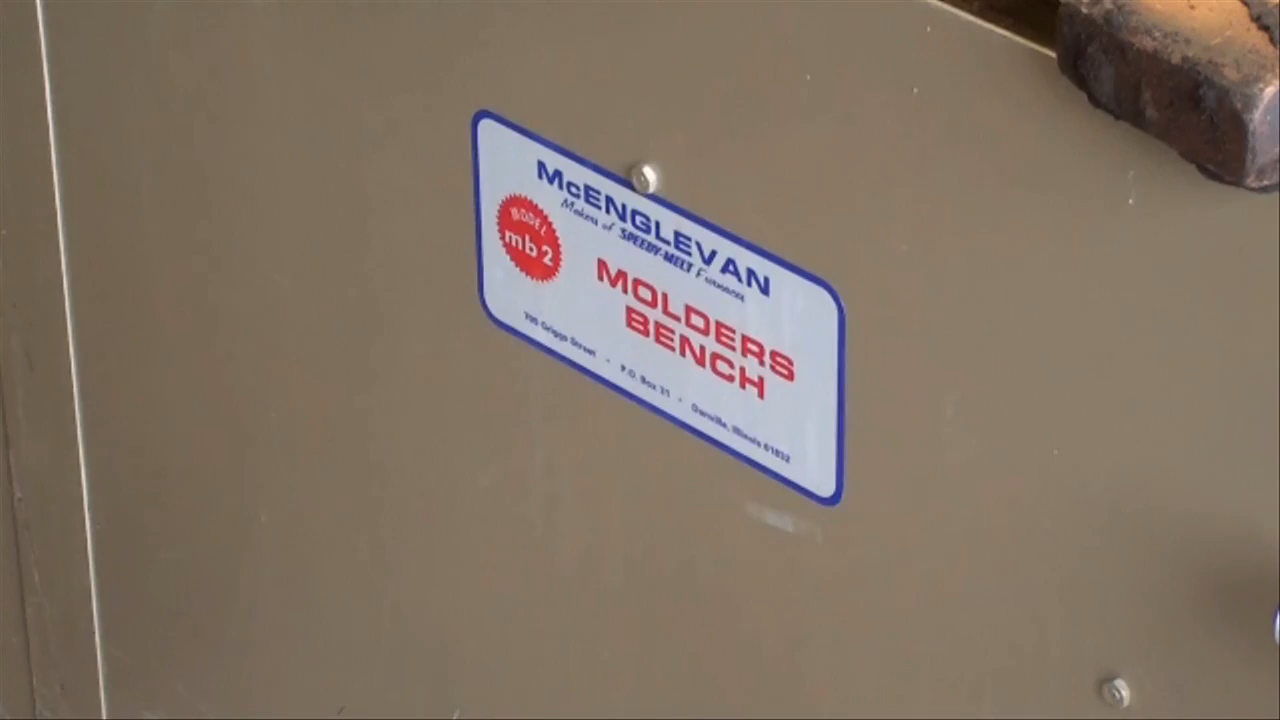 McENGLEVAN
Makers of SPEEDY-MELT Furnaces
MODEL
mb2
MOLDERS
BENCH
700 Griggs Street • P.O. Box 31 • Danville, Illinois 61832